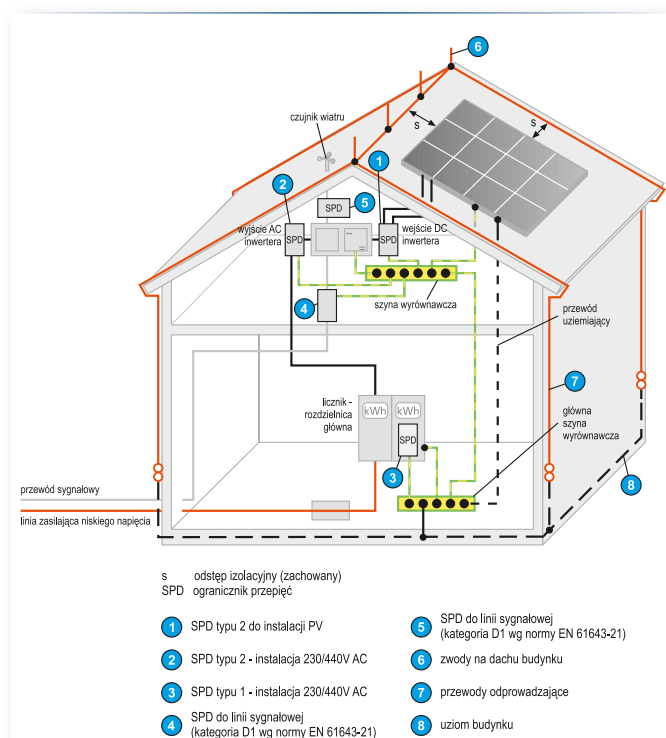 6
s
s
czujnik wiatru
1
2
SPD
5
wyjście AC
inwertera
SPD
~
=
SPD
wejście DC
inwertera
4
szyna wyrównawcza
przewód
uziemiający
7
licznik -
rozdzielnica
główna
kWh
kWh
SPD
główna
szyna
wyrównawcza
3
8
przewód sygnałowy
linia zasilająca niskiego napięcia
s odstęp izolacyjny (zachowany)
SPD ogranicznik przepięć
1 SPD typu 2 do instalacji PV
2 SPD typu 2 - instalacja 230/440V AC
3 SPD typu 1 - instalacja 230/440V AC
4 SPD do linii sygnałowej
(kategoria D1 wg normy EN 61643-21)
5 SPD do linii sygnałowej
(kategoria D1 wg normy EN 61643-21)
6 zwody na dachu budynku
7 przewody odprowadzające
8 uziom budynku